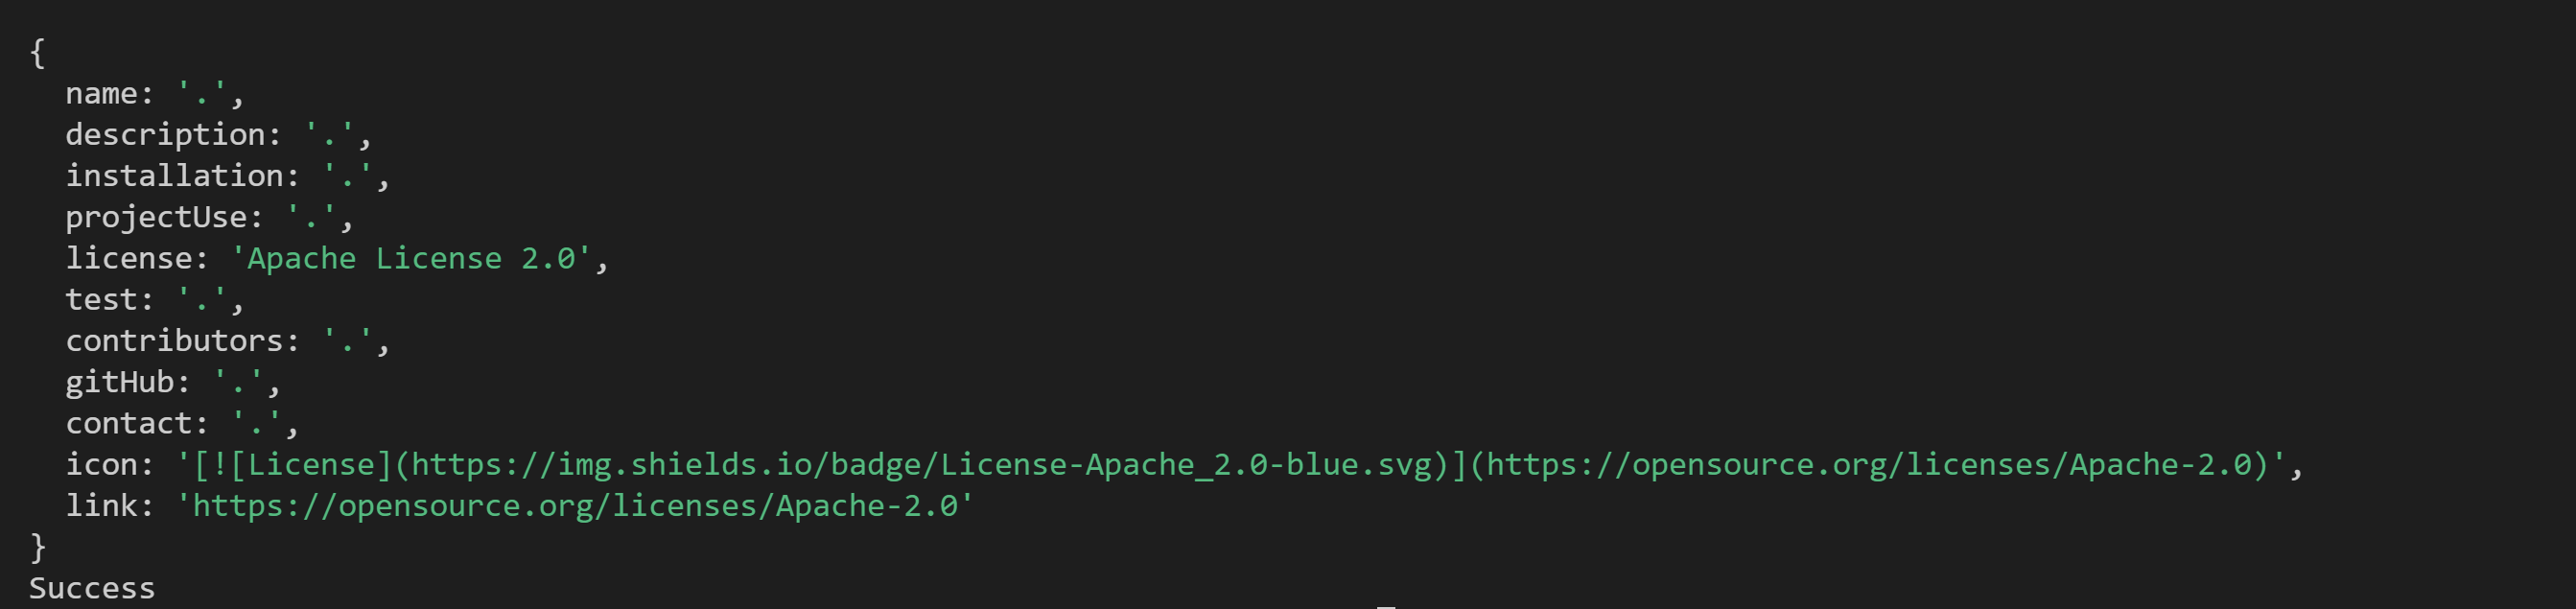 {
  name: '.',
  description: '.',
  installation: '.',
  projectUse: '.',
  license: 'Apache License 2.0',
  test: '.',
  contributors: '.',
  gitHub: '.',
  contact: '.',
  icon: '[![License](https://img.shields.io/badge/License-Apache_2.0-blue.svg)](https://opensource.org/licenses/Apache-2.0)',
  link: 'https://opensource.org/licenses/Apache-2.0'
}
Success